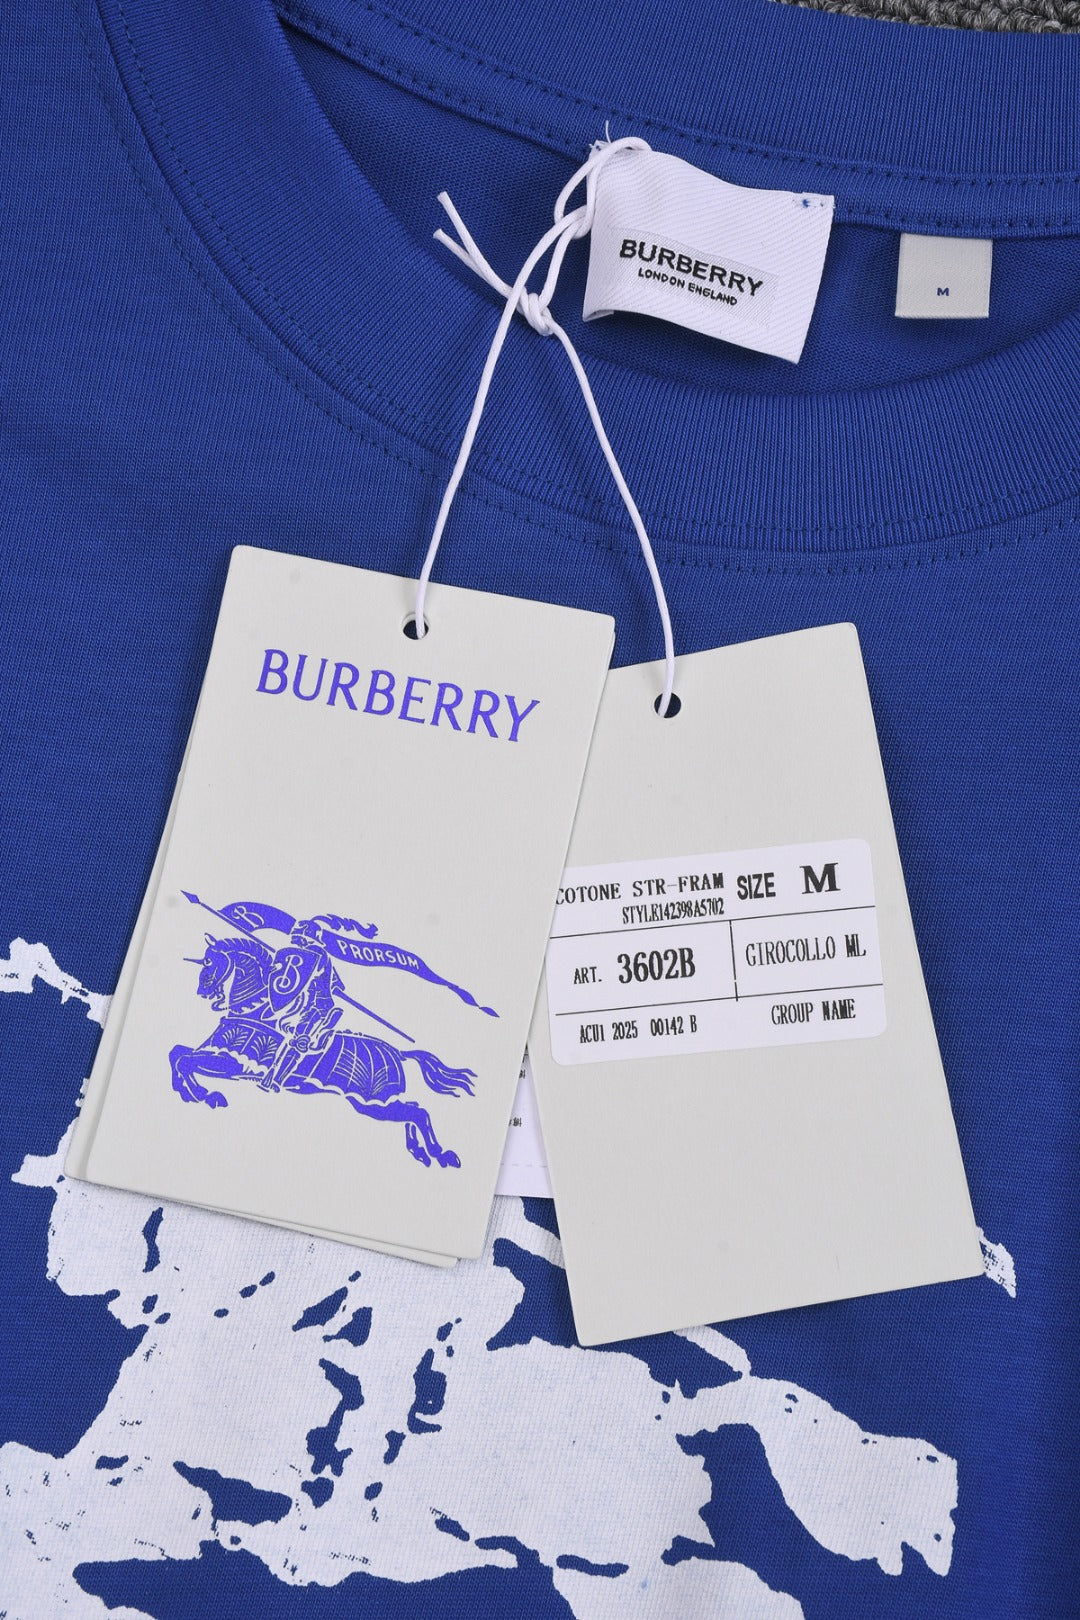 BURBERRY
LONDON ENGLAND
M
BURBERRY
B PRORSUM
B
COTONE STR-FRAM SIZE M
STYLE142398A5702
ART. 3602B GIROCOLLO ML
ACU1 2025 00142 B GROUP NAME